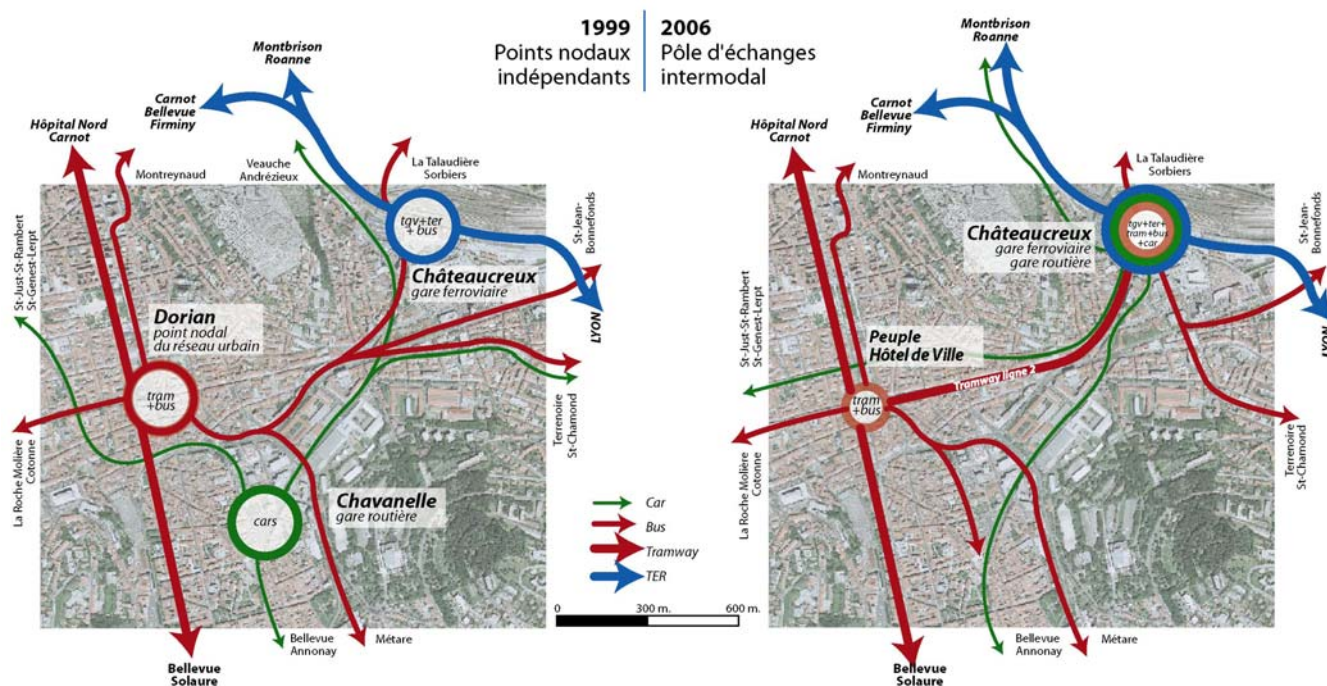 1999
Points nodaux
indépendants
2006
Pôle d'échanges
intermodal
Montbrison
Roanne
Carnot
Bellevue
Firminy
Hôpital Nord
Carnot
Montreynaud
Veauche
Andrézieux
La Talaudière
Sorbiers
tgv+ter
+ bus
St-Jean-
Bonnefonds
Châteaucreux
gare ferroviaire
LYON
St-Just-St-Rambert
St-Genest-Lerpt
Dorian
point nodal
du réseau urbain
tram
+bus
La Roche Molière
Cotonne
Terrenoire
St-Chamond
Chavanelle
gare routière
cars
Bellevue
Annonay
Métare
Bellevue
Solaure
Car
Bus
Tramway
TER
0 300 m. 600 m.
Montbrison
Roanne
Carnot
Bellevue
Firminy
Hôpital Nord
Carnot
Montreynaud
La Talaudière
Sorbiers
tgv+ter+
tram+bus
+car
St-Jean-
Bonnefonds
Châteaucreux
gare ferroviaire
gare routière
LYON
St-Just-St-Rambert
St-Genest-Lerpt
Peuple
Hôtel de Ville
Tramway ligne 2
tram
+bus
La Roche Molière
Cotonne
Terrenoire
St-Chamond
Bellevue
Annonay
Métare
Bellevue
Solaure